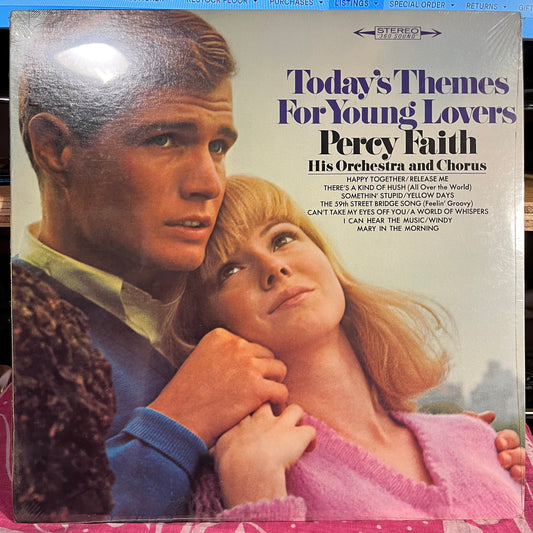 RESTOCK FLOOR PURCHASES LISTINGS SPECIAL ORDER RETURNS
STEREO
"360 SOUND"
Today's Themes
For Young Lovers
Percy Faith
His Orchestra and Chorus
HAPPY TOGETHER/RELEASE ME
THERE'S A KIND OF HUSH (All Over the World)
SOMETHIN' STUPID/YELLOW DAYS
THE 59th STREET BRIDGE SONG (Feelin' Groovy)
CAN'T TAKE MY EYES OFF YOU/A WORLD OF WHISPERS
I CAN HEAR THE MUSIC/WINDY
MARY IN THE MORNING